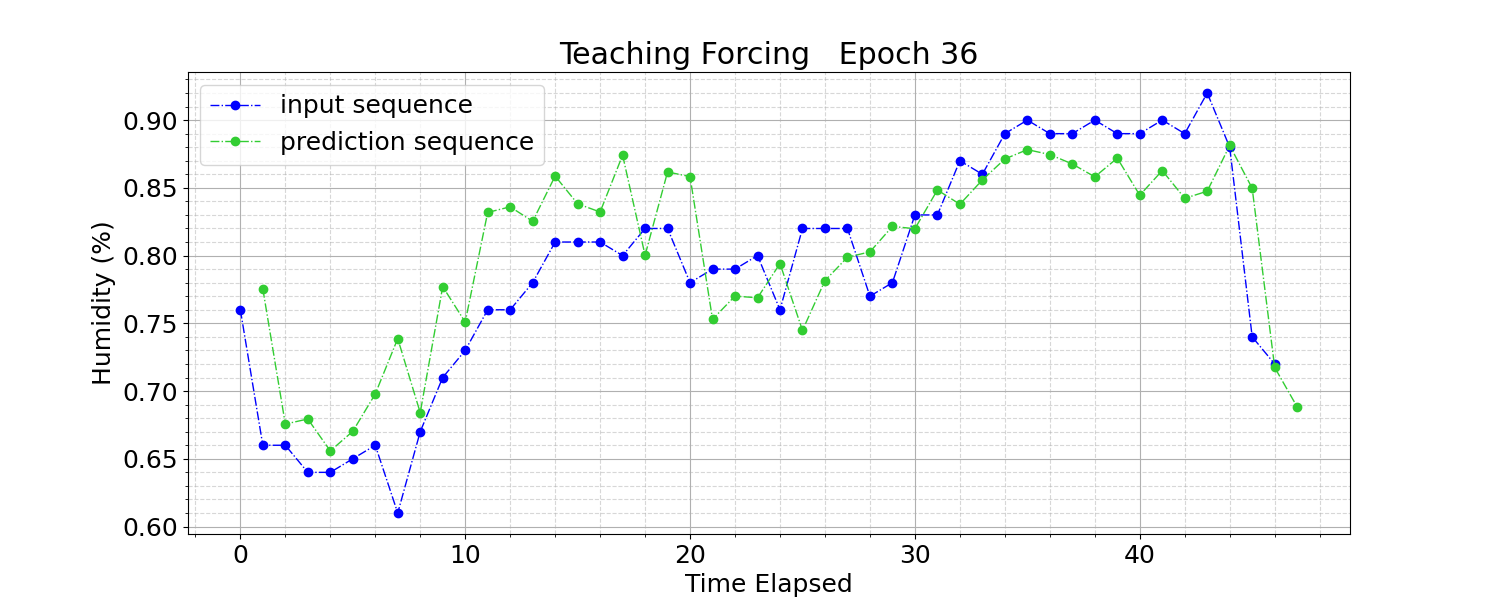 Teaching Forcing   Epoch 36
input sequence
prediction sequence
Humidity (%)
0.90
0.85
0.80
0.75
0.70
0.65
0.60
0 10 20 30 40
Time Elapsed